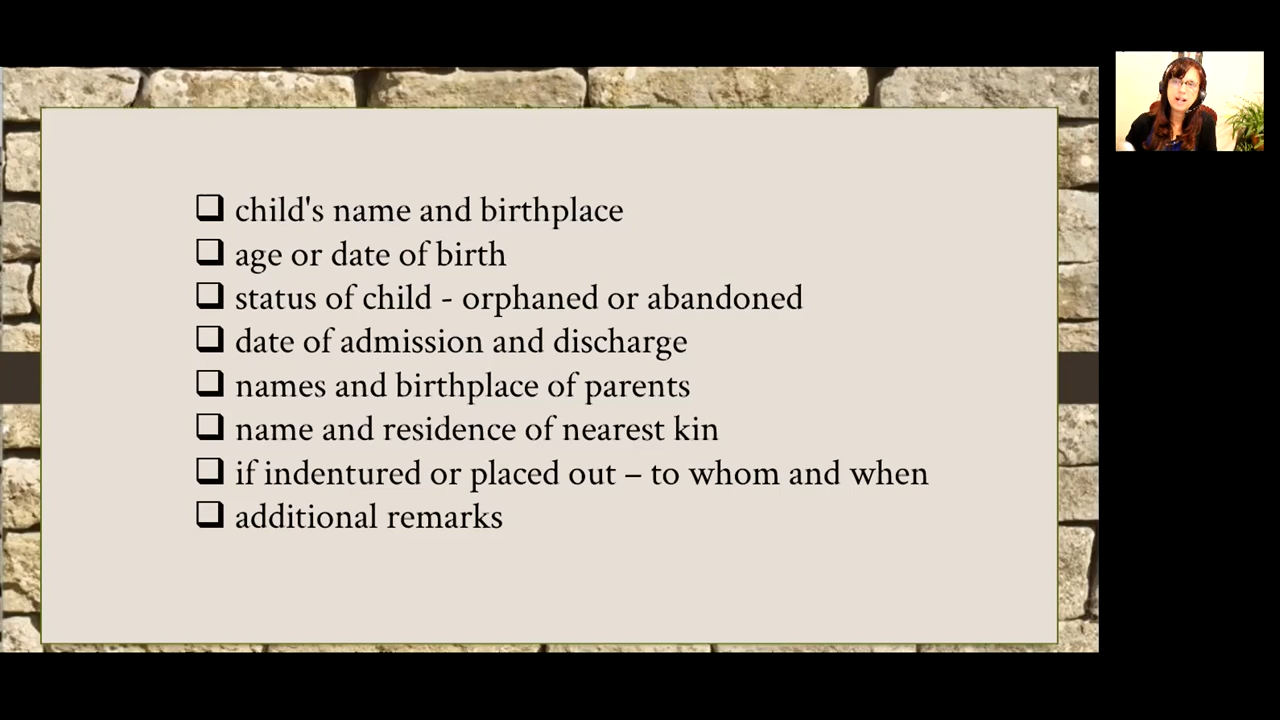 child's name and birthplace
age or date of birth
status of child - orphaned or abandoned
date of admission and discharge
names and birthplace of parents
name and residence of nearest kin
if indentured or placed out – to whom and when
additional remarks